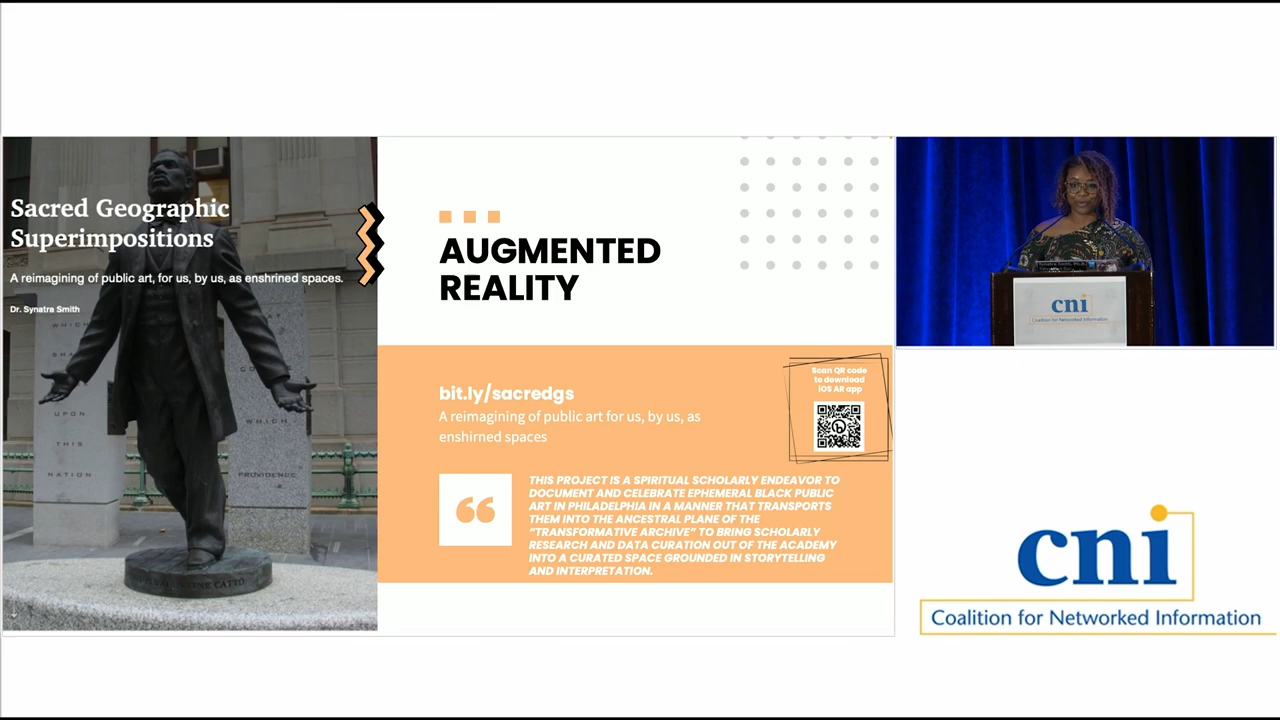 Sacred Geographic
Superimpositions
A reimagining of public art, for us, by us, as enshrined spaces.
Dr. Synatra Smith
WHICH
SHA
UPON
THIS
NATION
WHICH
PROVIDENCE
CATTO
AUGMENTED
REALITY
bit.ly/sacredgs
A reimagining of public art for us, by us, as
enshirned spaces
Scan QR code
to download
iOS AR app
“
THIS PROJECT IS A SPIRITUAL SCHOLARLY ENDEAVOR TO
DOCUMENT AND CELEBRATE EPHEMERAL BLACK PUBLIC
ART IN PHILADELPHIA IN A MANNER THAT TRANSPORTS
THEM INTO THE ANCESTRAL PLANE OF THE
“TRANSFORMATIVE ARCHIVE” TO BRING SCHOLARLY
RESEARCH AND DATA CURATION OUT OF THE ACADEMY
INTO A CURATED SPACE GROUNDED IN STORYTELLING
AND INTERPRETATION.
cni
Coalition for Networked Information
cni
Coalition for Networked Information